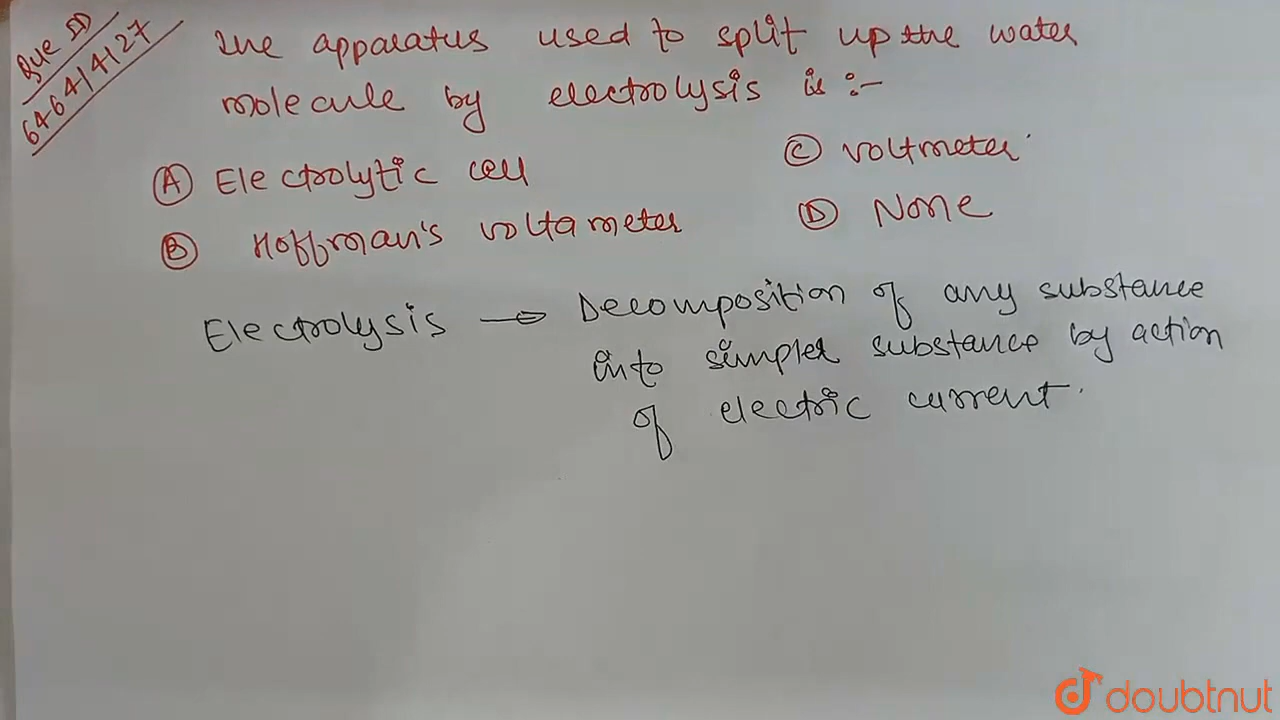 Que ID
646414127
The apparatus used to split up the water
molecule by electrolysis is :-
(A) Electrolytic cell
(C) voltmeter
(B) Hoffman's voltameter
(D) None
Electrolysis → Decomposition of any substance
into simpler substance by action
of electric current.
doubtnut